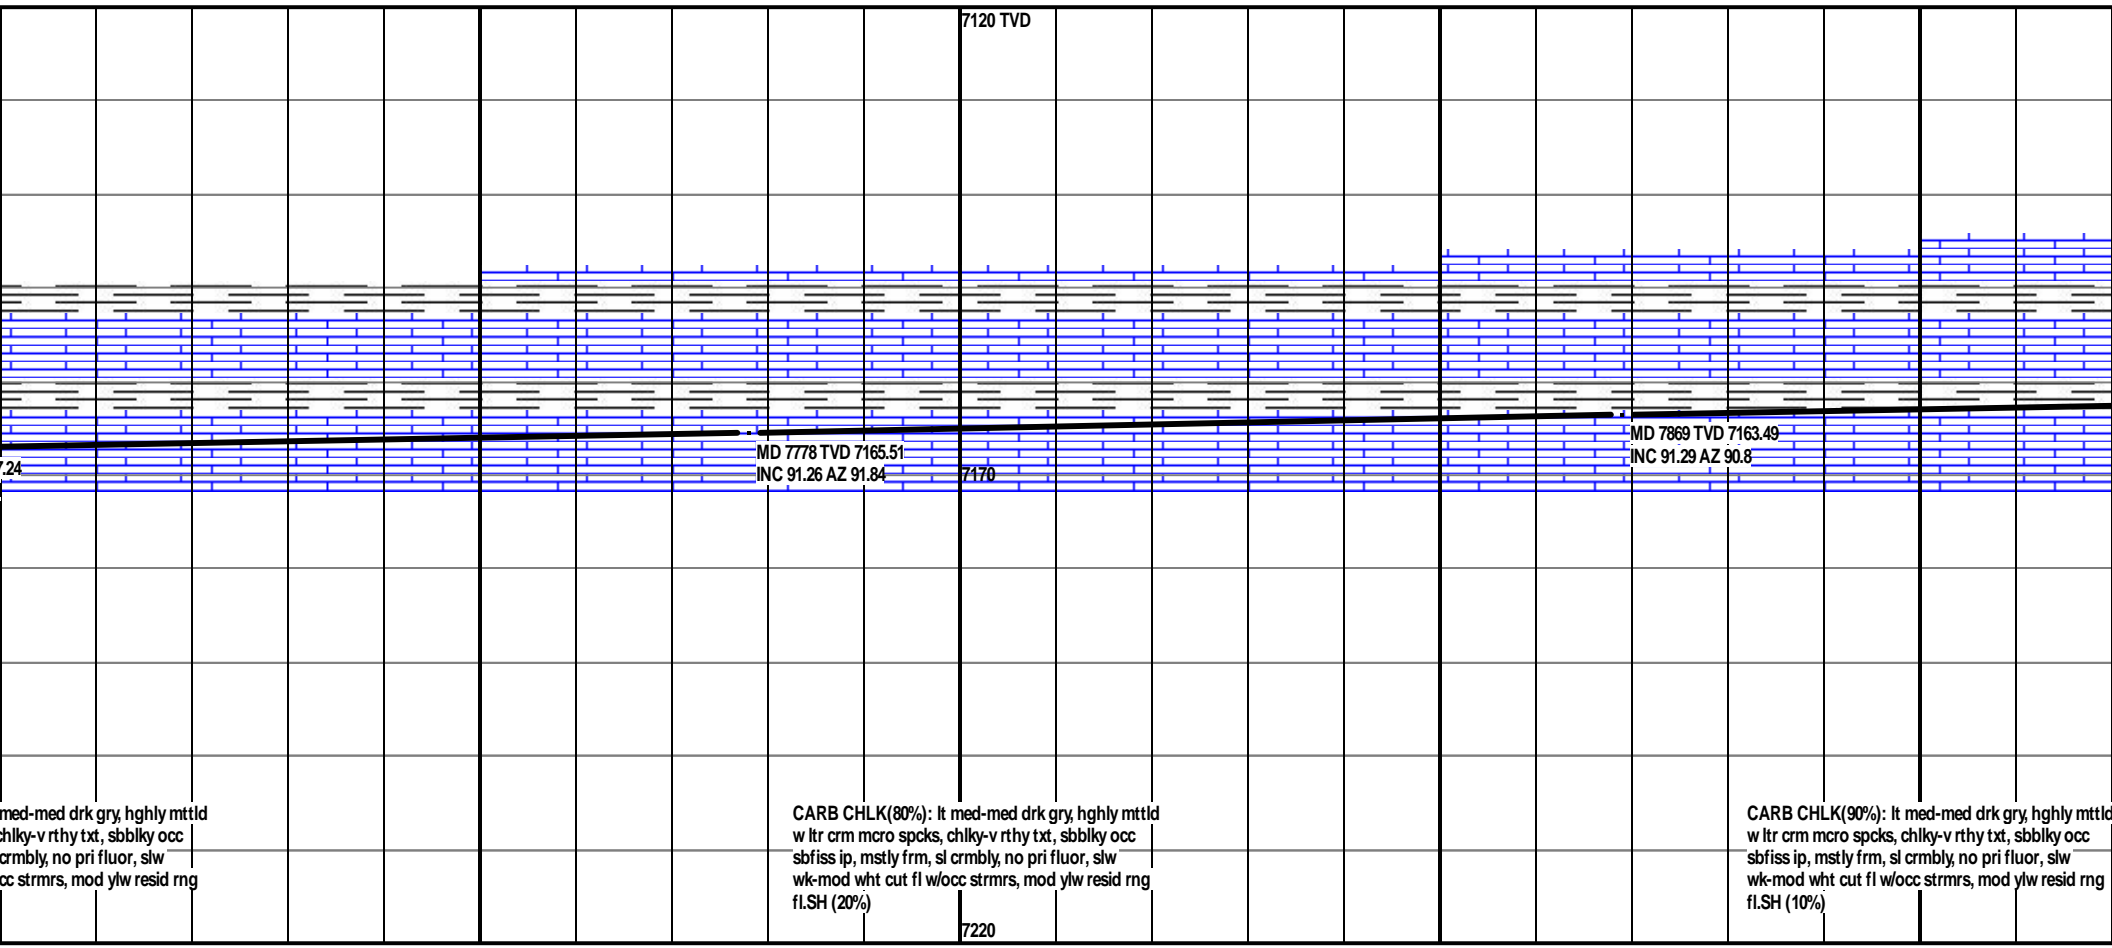 7120 TVD
MD 7869 TVD 7163.49
INC 91.29 AZ 90.8
MD 7778 TVD 7165.51
INC 91.26 AZ 91.84
7.24
7170
med-med drk gry, hghly mttld
chlky-v rthy txt, sbblky occ
crmbly, no pri fluor, slw
cc strmrs, mod ylw resid rng
CARB CHLK(80%): lt med-med drk gry, hghly mttld
w ltr crm mcro spcks, chlky-v rthy txt, sbblky occ
sbfiss ip, mstly frm, sl crmbly, no pri fluor, slw
wk-mod wht cut fl w/occ strmrs, mod ylw resid rng
fl.SH (20%)
CARB CHLK(90%): lt med-med drk gry, hghly mttld
w ltr crm mcro spcks, chlky-v rthy txt, sbblky occ
sbfiss ip, mstly frm, sl crmbly, no pri fluor, slw
wk-mod wht cut fl w/occ strmrs, mod ylw resid rng
fl.SH (10%)
7220